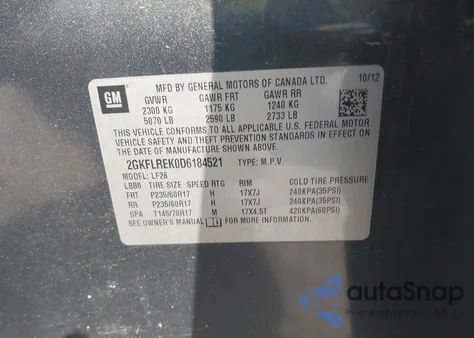 GM
MFD BY GENERAL MOTORS OF CANADA LTD. 10/12
GVWR GAWR FRT GAWR RR
2300 KG 1175 KG 1240 KG
5070 LB 2590 LB 2733 LB
THIS VEHICLE CONFORMS TO ALL APPLICABLE U.S. FEDERAL MOTOR
VEHICLE SAFETY AND THEFT PREVENTION STANDARDS IN EFFECT
ON THE DATE OF MANUFACTURE SHOWN ABOVE.
2GKFLREK0D6184521 TYPE: M.P.V.
MODEL: LF26
LBBB TIRE SIZE SPEED RTG RIM COLD TIRE PRESSURE
FRT P235/60R17 H 17X7J 240KPA(35PSI)
RR P235/60R17 H 17X7J 240KPA(35PSI)
SPA T145/70R17 M 17X4.5T 420KPA(60PSI)
SEE OWNER'S MANUAL FOR MORE INFORMATION.
autoSnap